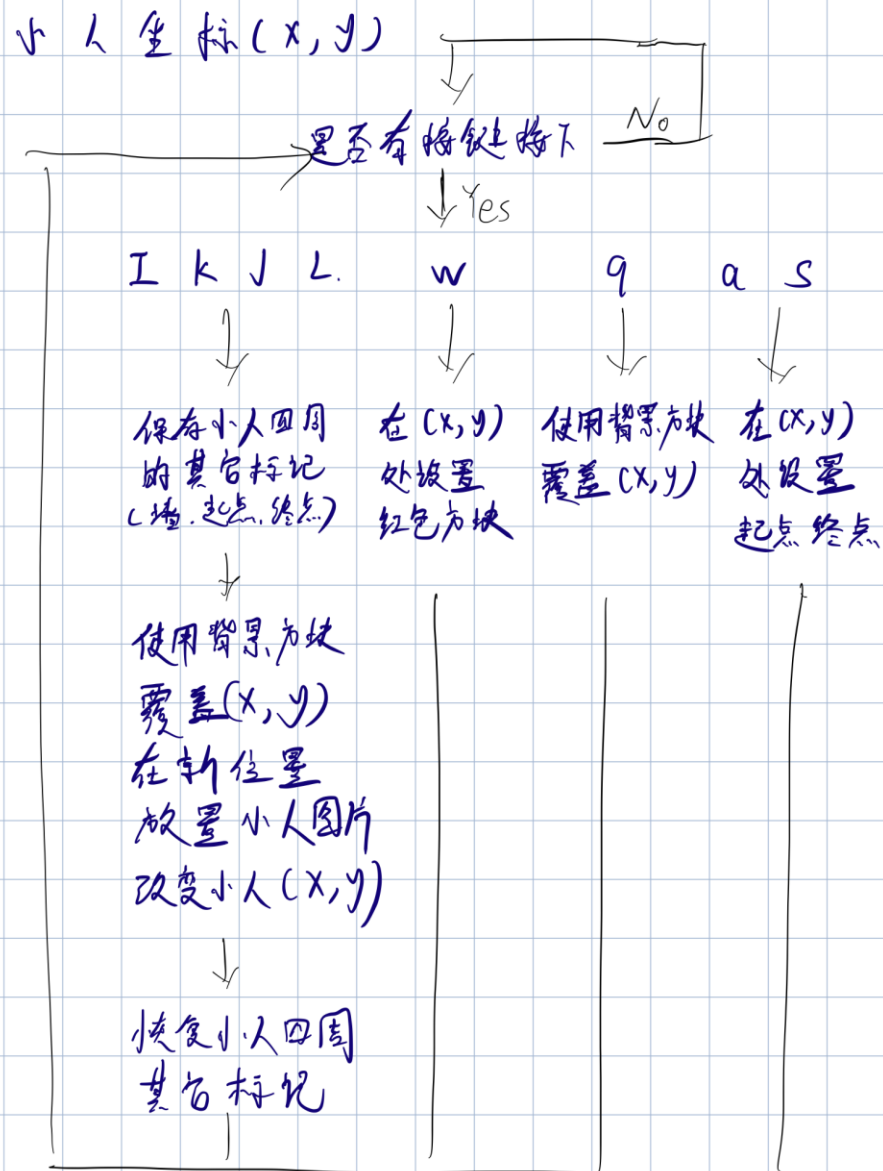 小人坐标(x,y)
是否有按键按下
No
Yes
I K J L.
w
q
a s
保存小人四周
的其它标记
(墙.起点.终点)
使用背景方块
覆盖(x,y)
在新位置
放置小人图片
改变小人(x,y)
恢复小人四周
其它标记
在(x,y)
处设置
红色方块
使用背景方块
覆盖(x,y)
在(x,y)
处设置
起点终点